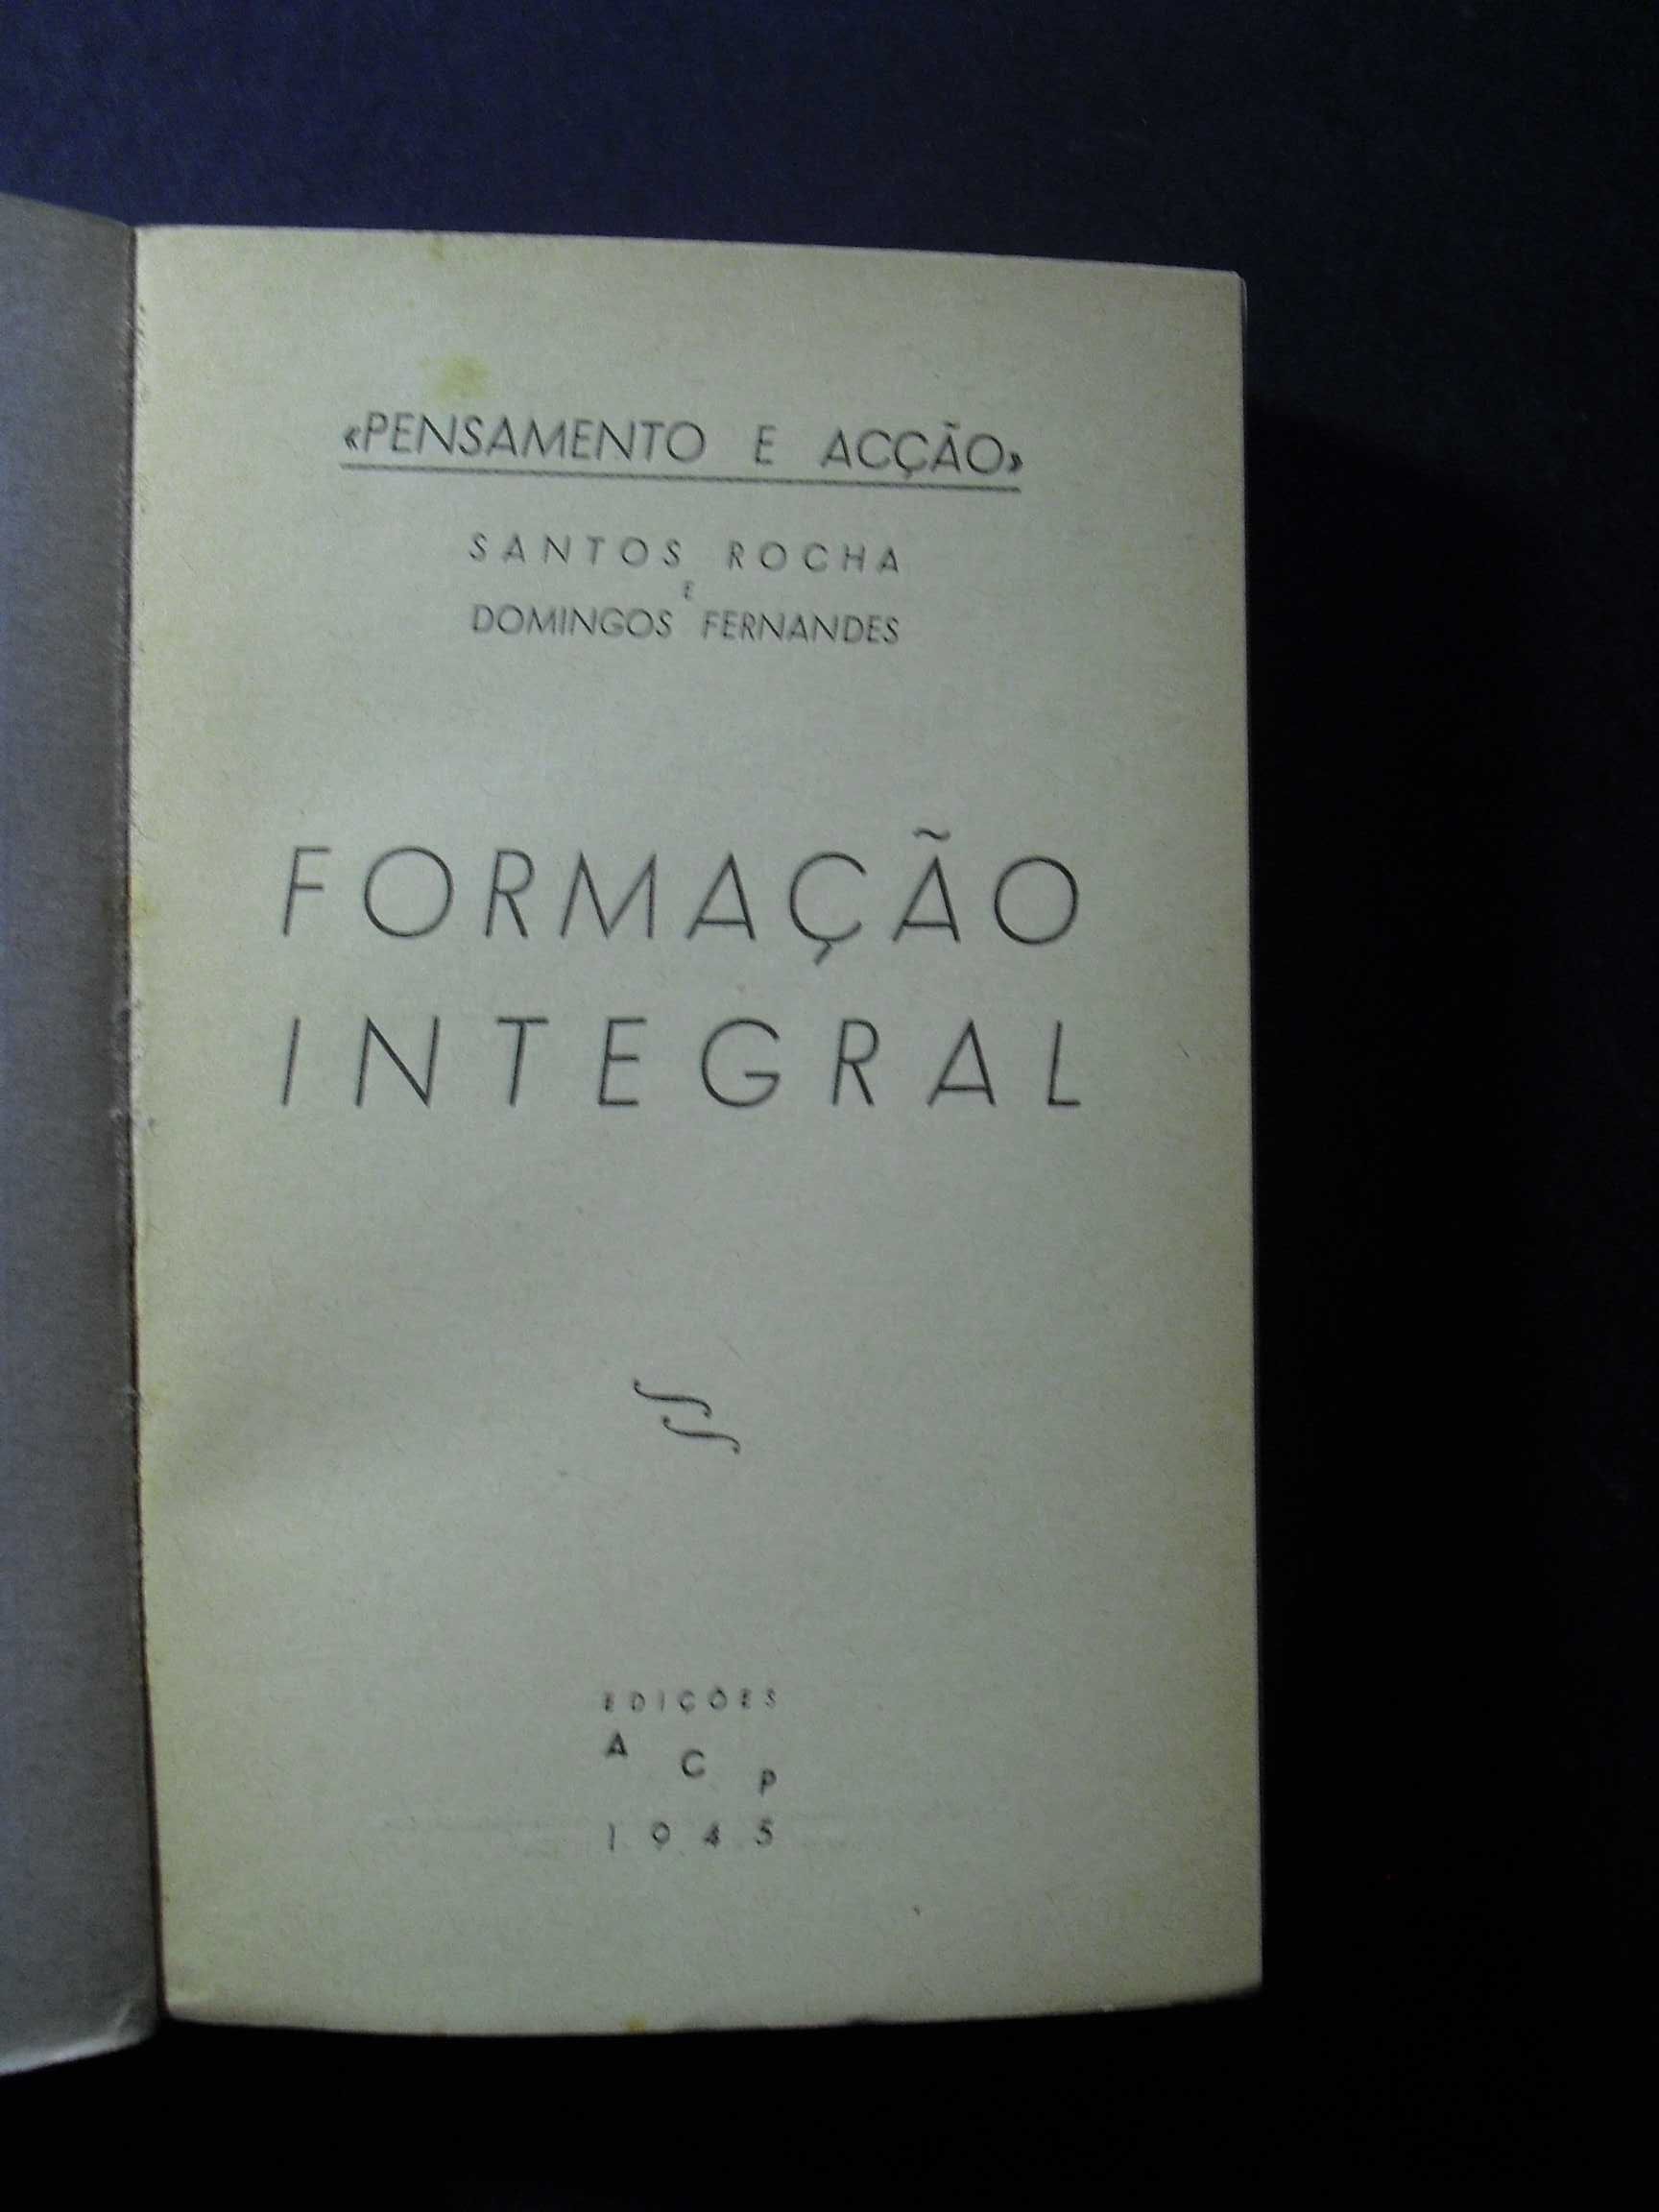 «PENSAMENTO E ACÇÃO»
SANTOS ROCHA
E
DOMINGOS FERNANDES
FORMAÇÃO
INTEGRAL
EDIÇÕES
A C P
1945